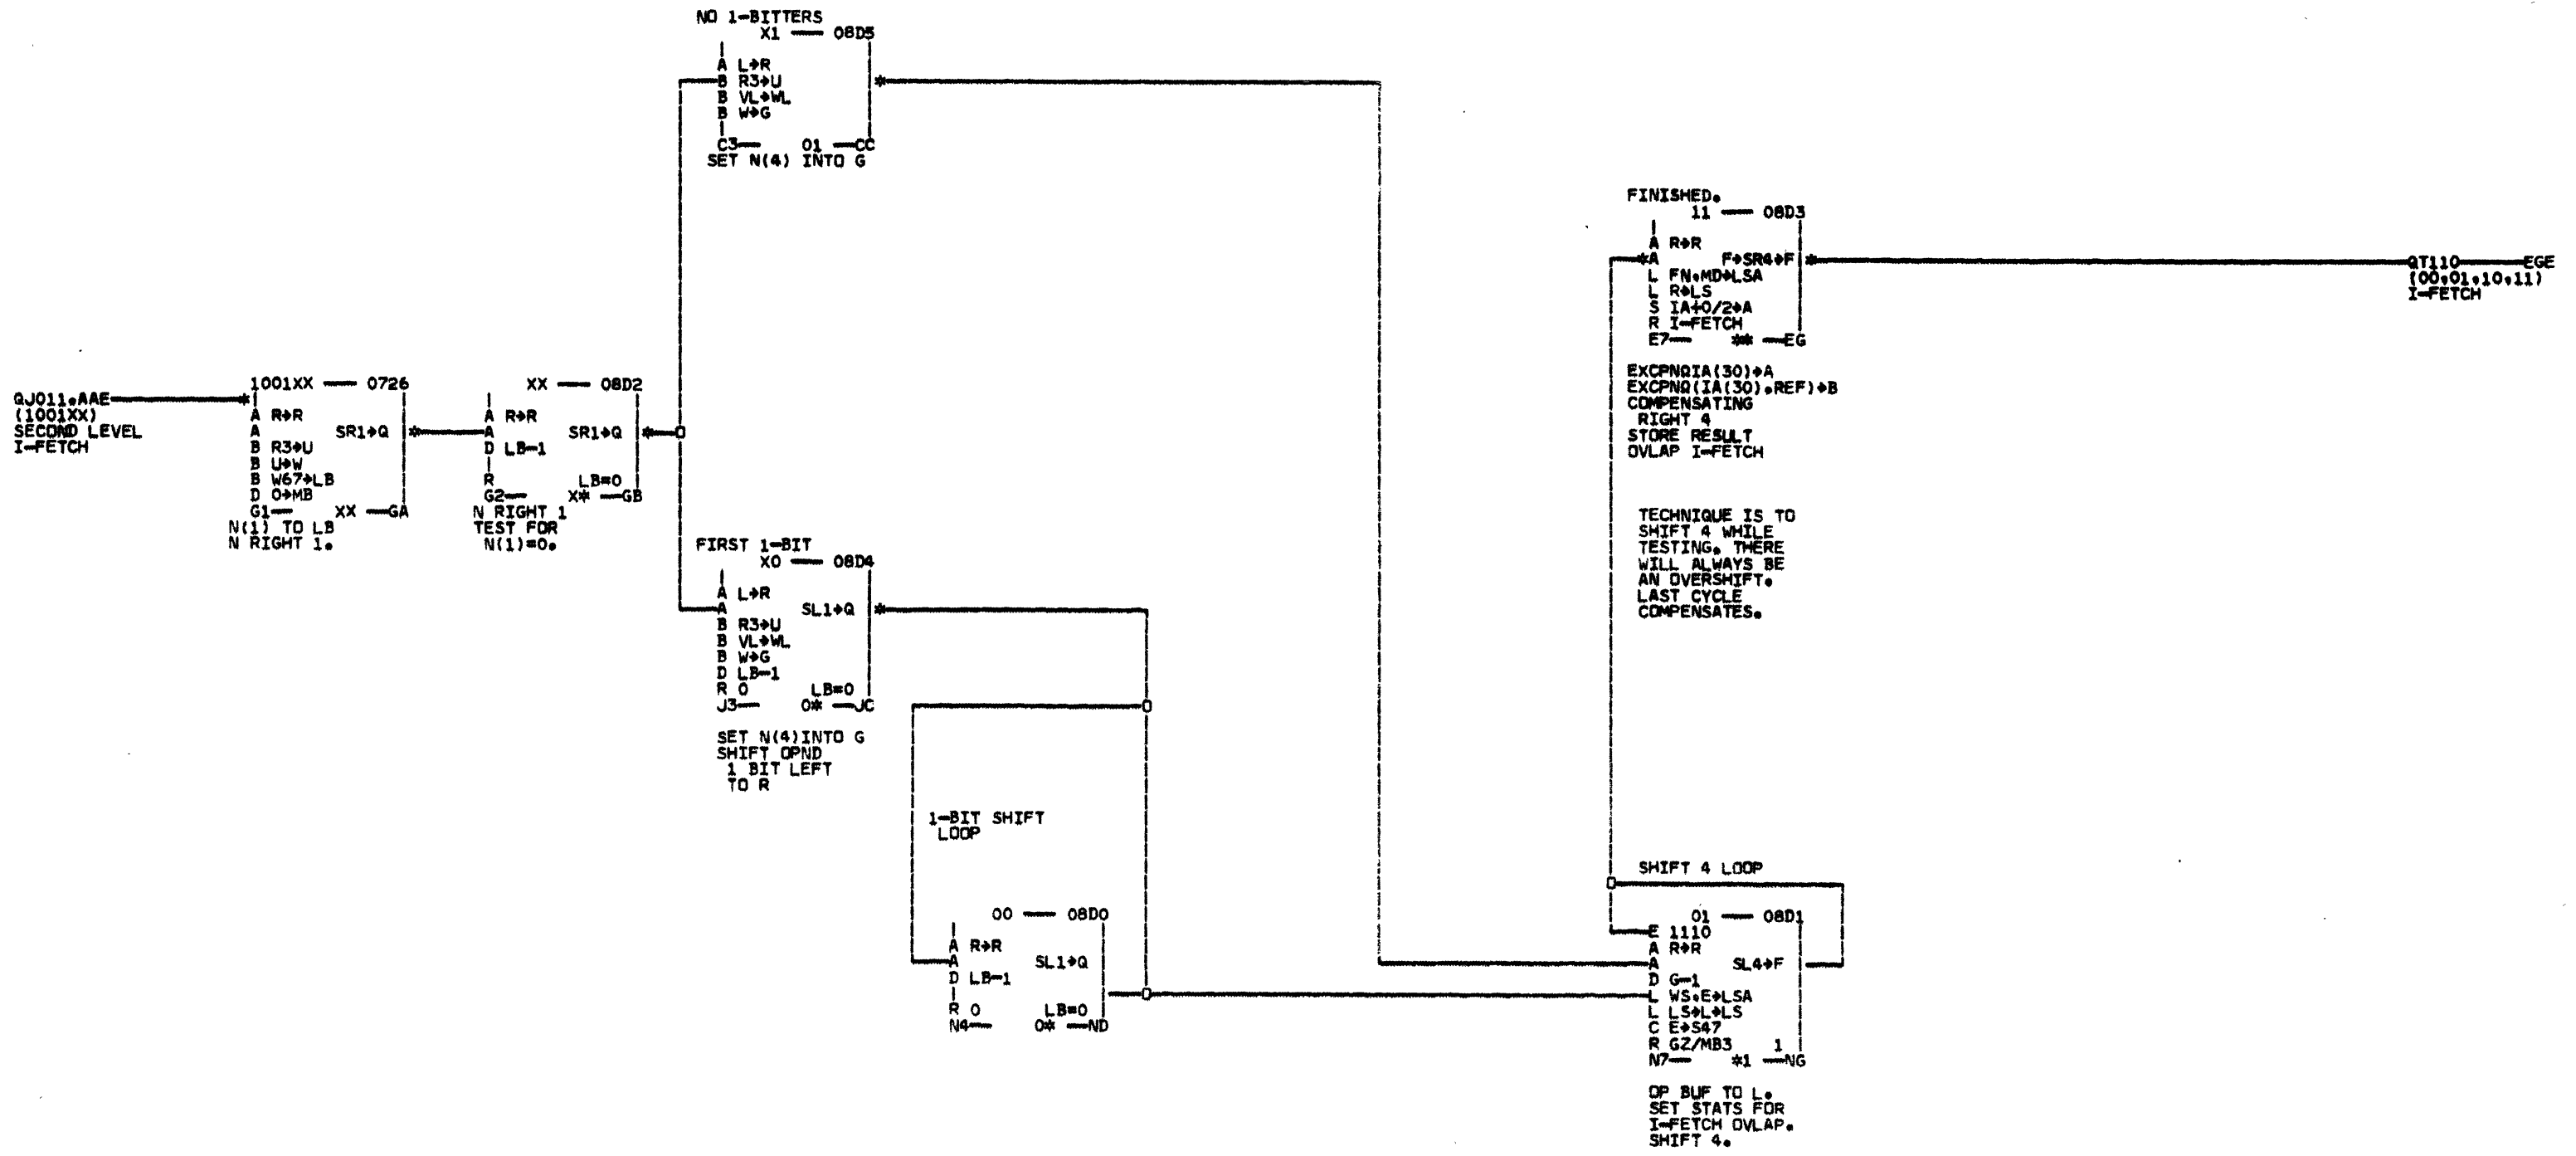 NO 1-BITTERS
X1 — 08D5
A L→R
B R3→U
B VL→WL
B W→G
C3— 01 —CC
SET N(4) INTO G
FINISHED.
11 — 08D3
A R→R
*A F→SR4→F *
L FN,MD→LSA
L R→LS
S IA+0/2→A
R I-FETCH
E7— ** —EG
QT110—EGE
(00,01,10,11)
I-FETCH
EXCPNQIA(30)→A
EXCPNQ(IA(30),REF)→B
COMPENSATING
RIGHT 4
STORE RESULT
OVLAP I-FETCH
QJ011.AAE
(1001XX)
SECOND LEVEL
I-FETCH
1001XX — 0726
A R→R
A SR1→Q *
B R3→U
B U→W
B W67→LB
D 0→MB
G1— XX —GA
N(1) TO LB
N RIGHT 1.
XX — 08D2
A R→R
A SR1→Q *
D LB-1
R LB=0
G2— X* —GB
N RIGHT 1
TEST FOR
N(1)=0.
TECHNIQUE IS TO
SHIFT 4 WHILE
TESTING. THERE
WILL ALWAYS BE
AN OVERSHIFT.
LAST CYCLE
COMPENSATES.
FIRST 1-BIT
X0 — 08D4
A L→R
A SL1→Q *
B R3→U
B VL→WL
B W→G
D LB-1
R 0 LB=0
J3— 0* —JC
SET N(4)INTO G
SHIFT OPND
1 BIT LEFT
TO R
1-BIT SHIFT
LOOP
00 — 08D0
A R→R
A SL1→Q
D LB-1
R 0 LB=0
N4— 0* —ND
SHIFT 4 LOOP
01 — 08D1
E 1110
A R→R
A SL4→F
D G-1
L WS,E→LSA
L LS→L→LS
C E→S47
R GZ/MB3 1
N7— *1 —NG
OP BUF TO L.
SET STATS FOR
I-FETCH OVLAP.
SHIFT 4.